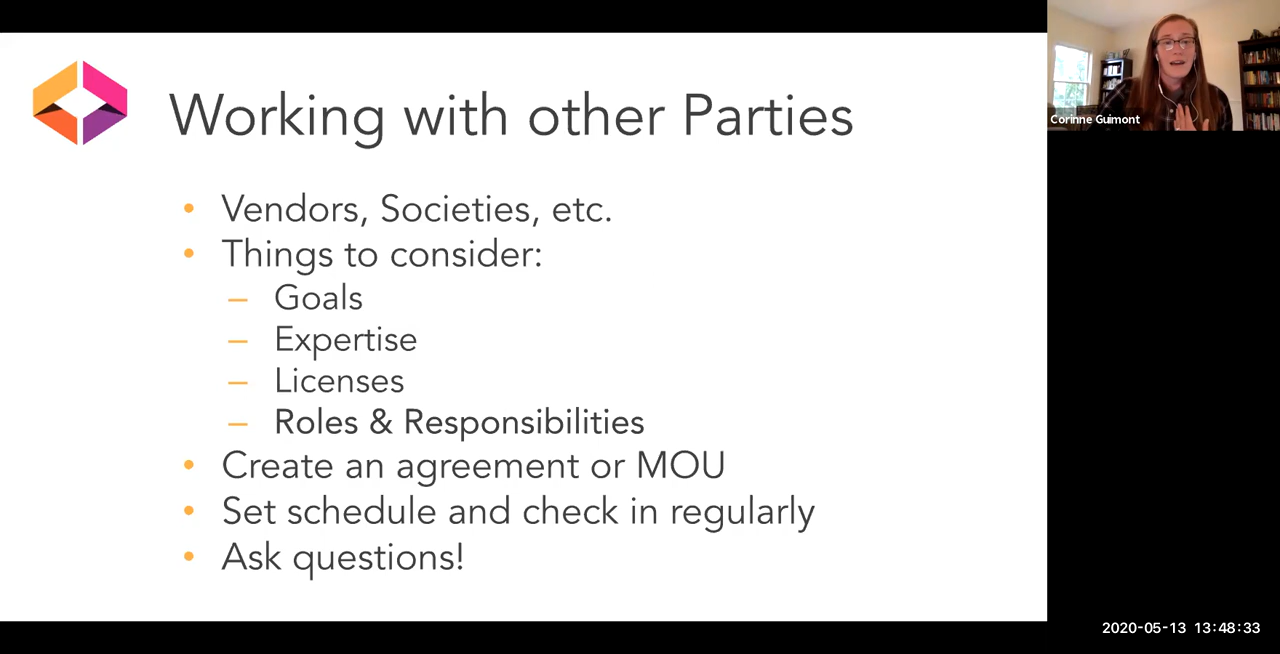 Working with other Parties
• Vendors, Societies, etc.
• Things to consider:
– Goals
– Expertise
– Licenses
– Roles & Responsibilities
• Create an agreement or MOU
• Set schedule and check in regularly
• Ask questions!
Corinne Guimont
2020-05-13 13:48:33